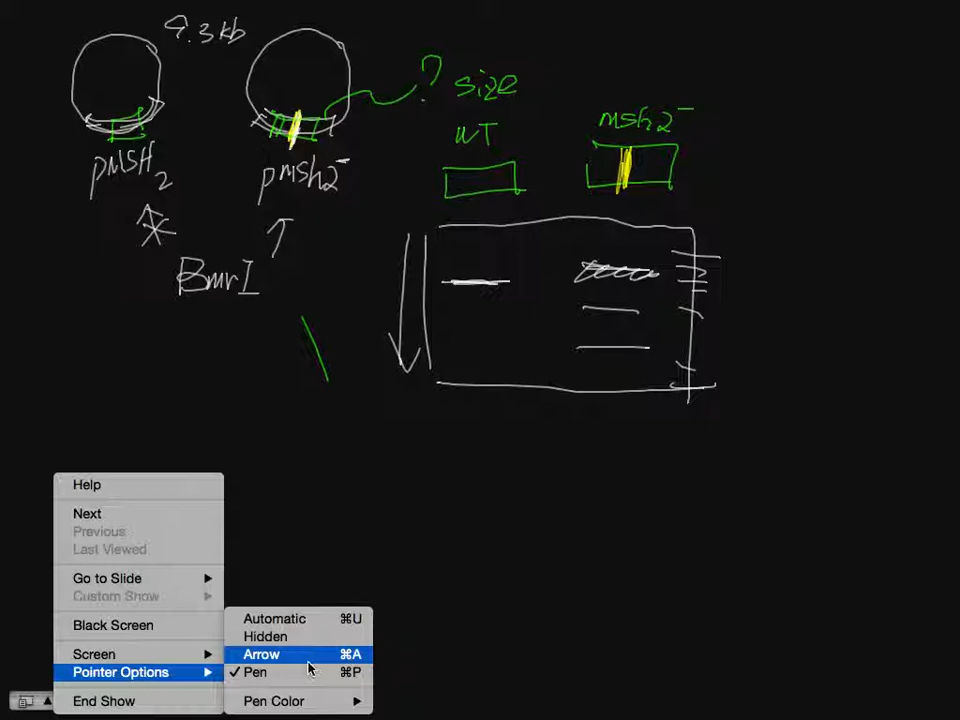 9.3kb
? size
WT
msh2⁻
pMSH2
pmsh2⁻
BmrI
Help
Next
Previous
Last Viewed
Go to Slide
Custom Show
Black Screen
Screen
Pointer Options
End Show
Automatic ⌘U
Hidden
Arrow ⌘A
✓ Pen ⌘P
Pen Color